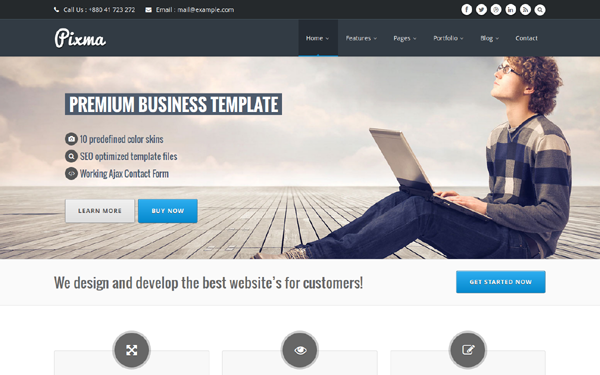 Call Us : +880 41 723 272 Email : mail@example.com
Pixma
Home Features Pages Portfolio Blog Contact
PREMIUM BUSINESS TEMPLATE
10 predefined color skins
SEO optimized template files
Working Ajax Contact Form
LEARN MORE BUY NOW
We design and develop the best website's for customers!
GET STARTED NOW